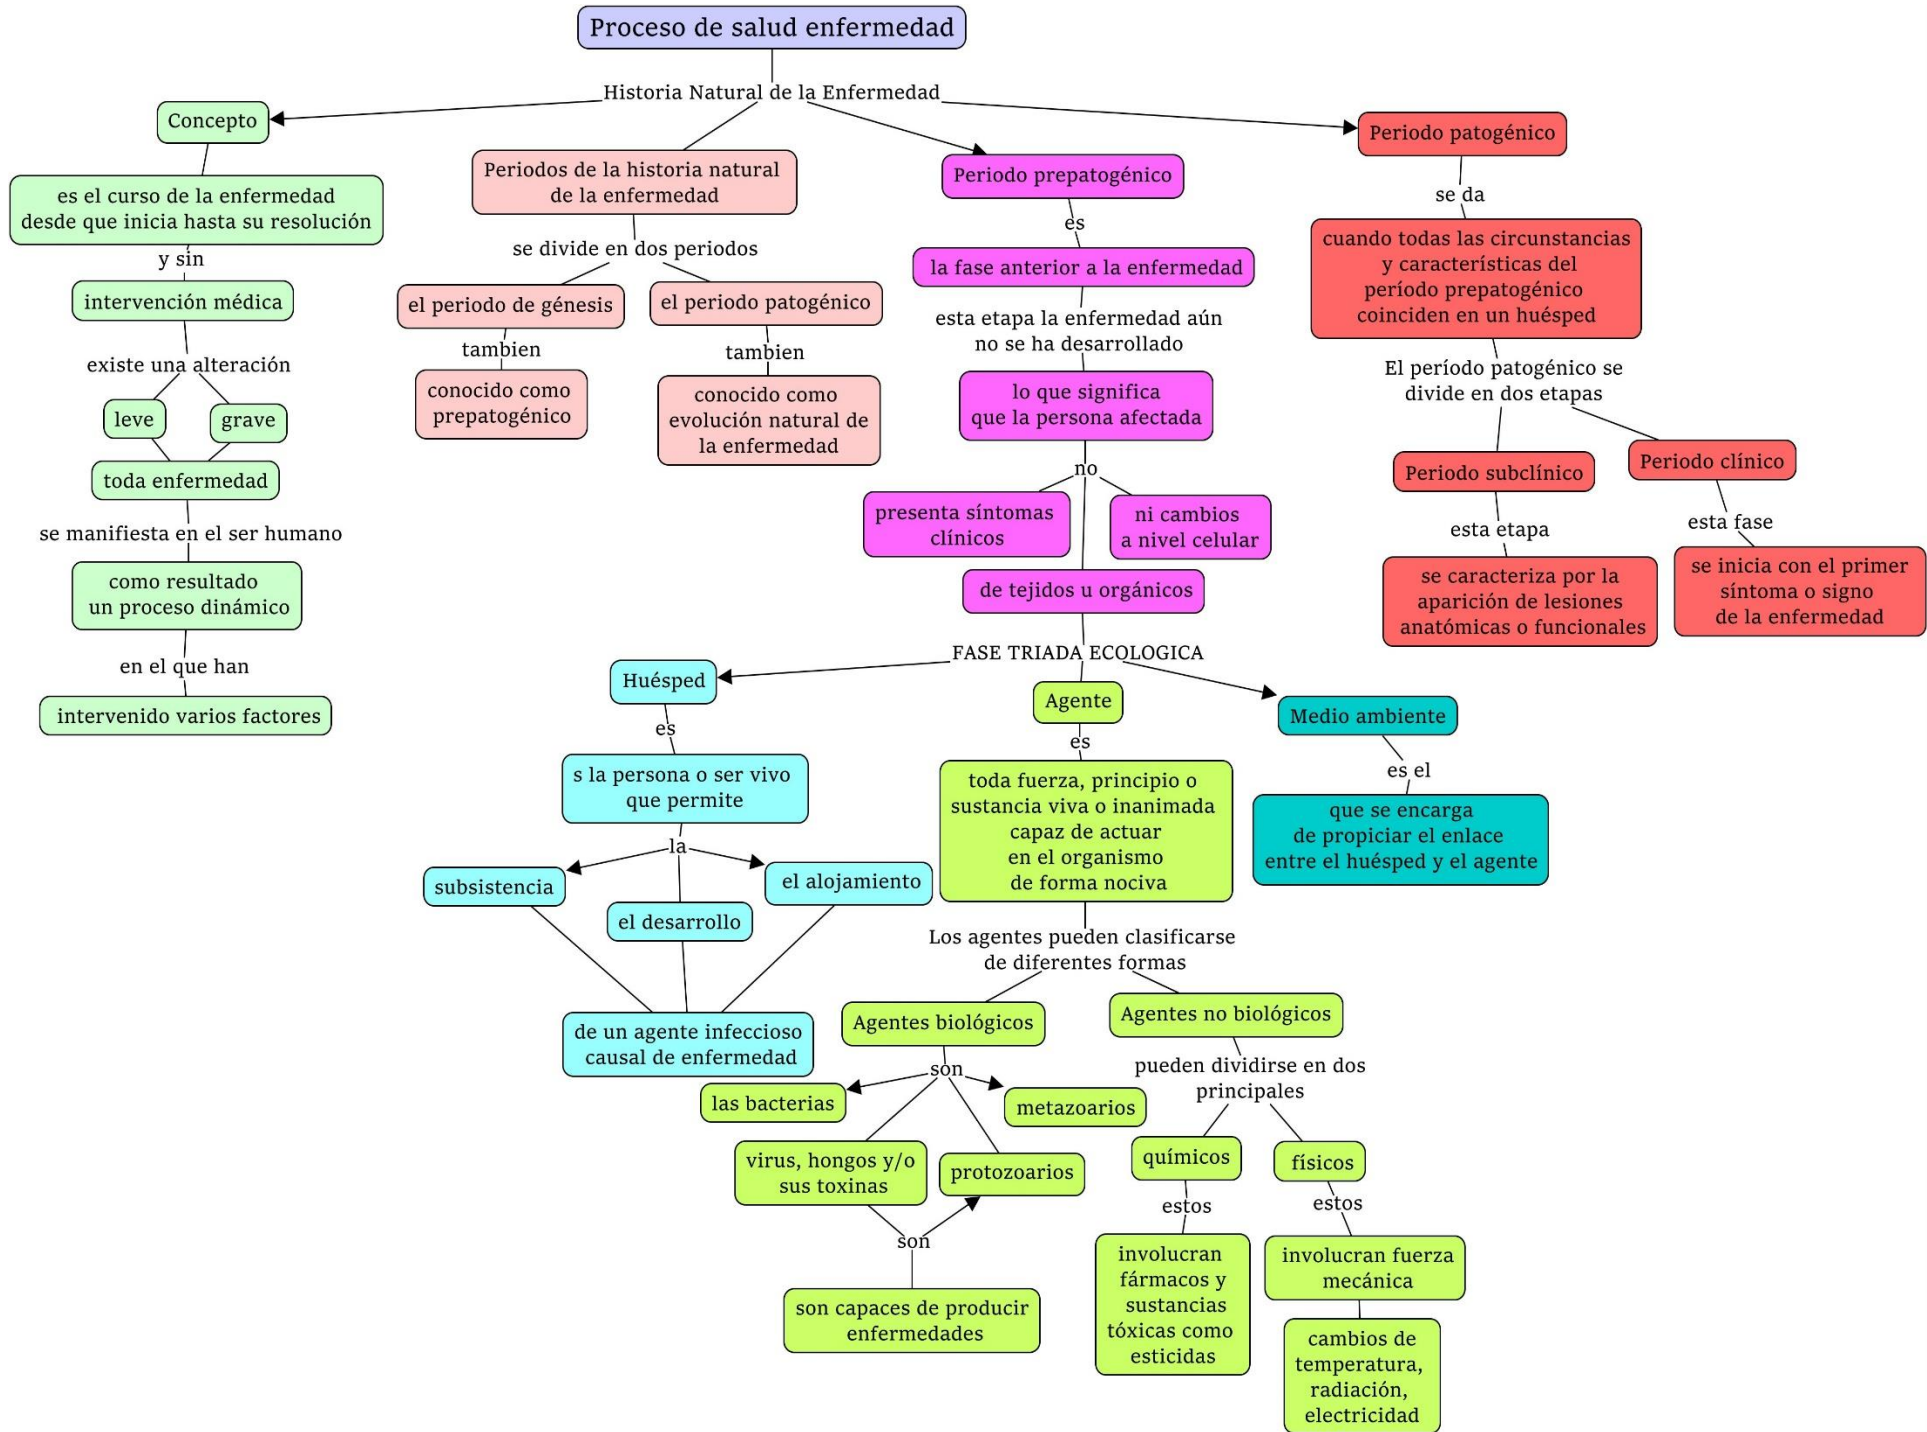 Proceso de salud enfermedad
Historia Natural de la Enfermedad
Concepto
es el curso de la enfermedad
desde que inicia hasta su resolución
y sin
intervención médica
existe una alteración
leve
grave
toda enfermedad
se manifiesta en el ser humano
como resultado
un proceso dinámico
en el que han
intervenido varios factores
Periodos de la historia natural
de la enfermedad
se divide en dos periodos
el periodo de génesis
tambien
conocido como
prepatogénico
el periodo patogénico
tambien
conocido como
evolución natural de
la enfermedad
Periodo prepatogénico
es
la fase anterior a la enfermedad
esta etapa la enfermedad aún
no se ha desarrollado
lo que significa
que la persona afectada
no
presenta síntomas
clínicos
ni cambios
a nivel celular
de tejidos u orgánicos
FASE TRIADA ECOLOGICA
Huésped
es
s la persona o ser vivo
que permite
la
subsistencia
el desarrollo
el alojamiento
de un agente infeccioso
causal de enfermedad
Agente
es
toda fuerza, principio o
sustancia viva o inanimada
capaz de actuar
en el organismo
de forma nociva
Los agentes pueden clasificarse
de diferentes formas
Agentes biológicos
son
las bacterias
virus, hongos y/o
sus toxinas
protozoarios
metazoarios
son
son capaces de producir
enfermedades
Agentes no biológicos
pueden dividirse en dos
principales
químicos
estos
involucran
fármacos y
sustancias
tóxicas como
esticidas
físicos
estos
involucran fuerza
mecánica
cambios de
temperatura,
radiación,
electricidad
Medio ambiente
es el
que se encarga
de propiciar el enlace
entre el huésped y el agente
Periodo patogénico
se da
cuando todas las circunstancias
y características del
período prepatogénico
coinciden en un huésped
El período patogénico se
divide en dos etapas
Periodo subclínico
esta etapa
se caracteriza por la
aparición de lesiones
anatómicas o funcionales
Periodo clínico
esta fase
se inicia con el primer
síntoma o signo
de la enfermedad